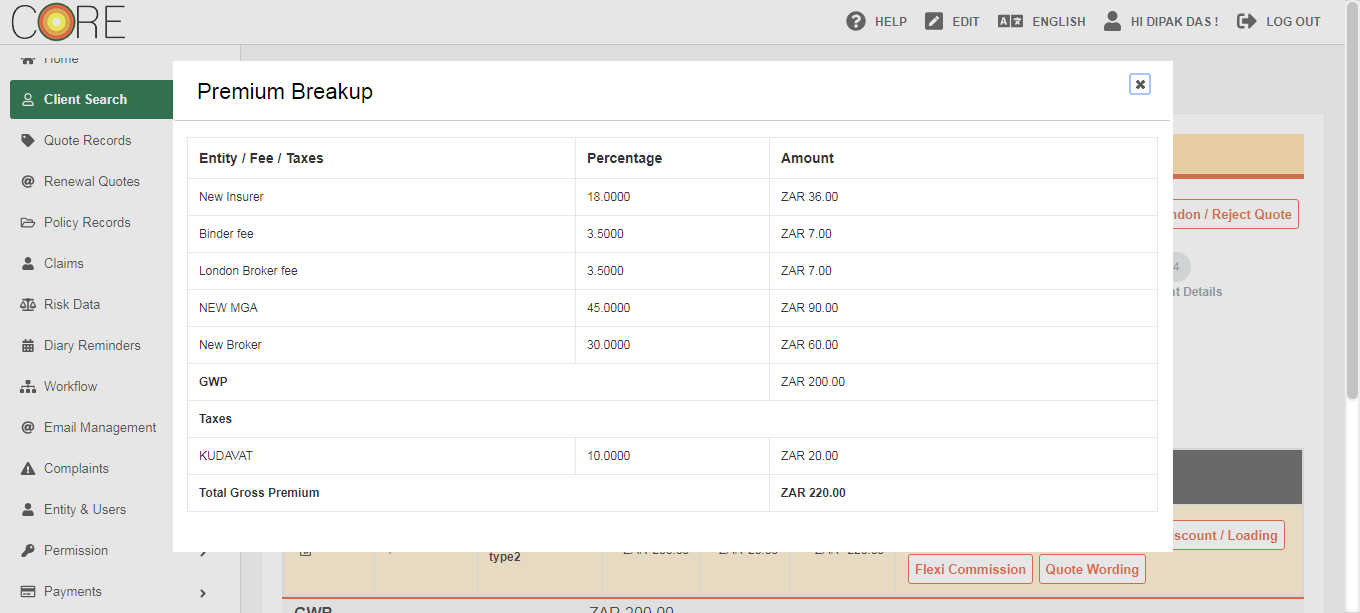 CORE
HELP EDIT ENGLISH HI DIPAK DAS ! LOG OUT
Home
Client Search
Quote Records
Renewal Quotes
Policy Records
Claims
Risk Data
Diary Reminders
Workflow
Email Management
Complaints
Entity & Users
Permission
Payments
Premium Breakup
Entity / Fee / Taxes Percentage Amount
New Insurer 18.0000 ZAR 36.00
Binder fee 3.5000 ZAR 7.00
London Broker fee 3.5000 ZAR 7.00
NEW MGA 45.0000 ZAR 90.00
New Broker 30.0000 ZAR 60.00
GWP ZAR 200.00
Taxes
KUDAVAT 10.0000 ZAR 20.00
Total Gross Premium ZAR 220.00
/ Reject Quote
4
Details
/ Loading
type2
Flexi Commission Quote Wording
GWP ZAR 200.00